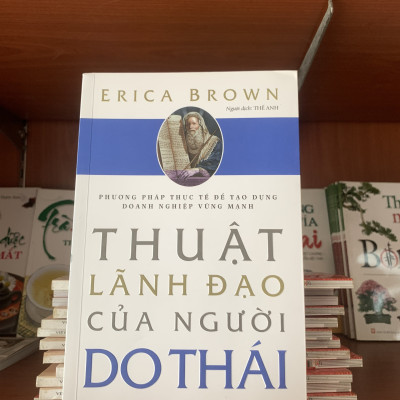 ERICA BROWN
Người dịch: THẾ ANH
PHƯƠNG PHÁP THỰC TẾ ĐỂ TẠO DỰNG
DOANH NGHIỆP VỮNG MẠNH
THUẬT
LÃNH ĐẠO
CỦA NGƯỜI
DO THÁI